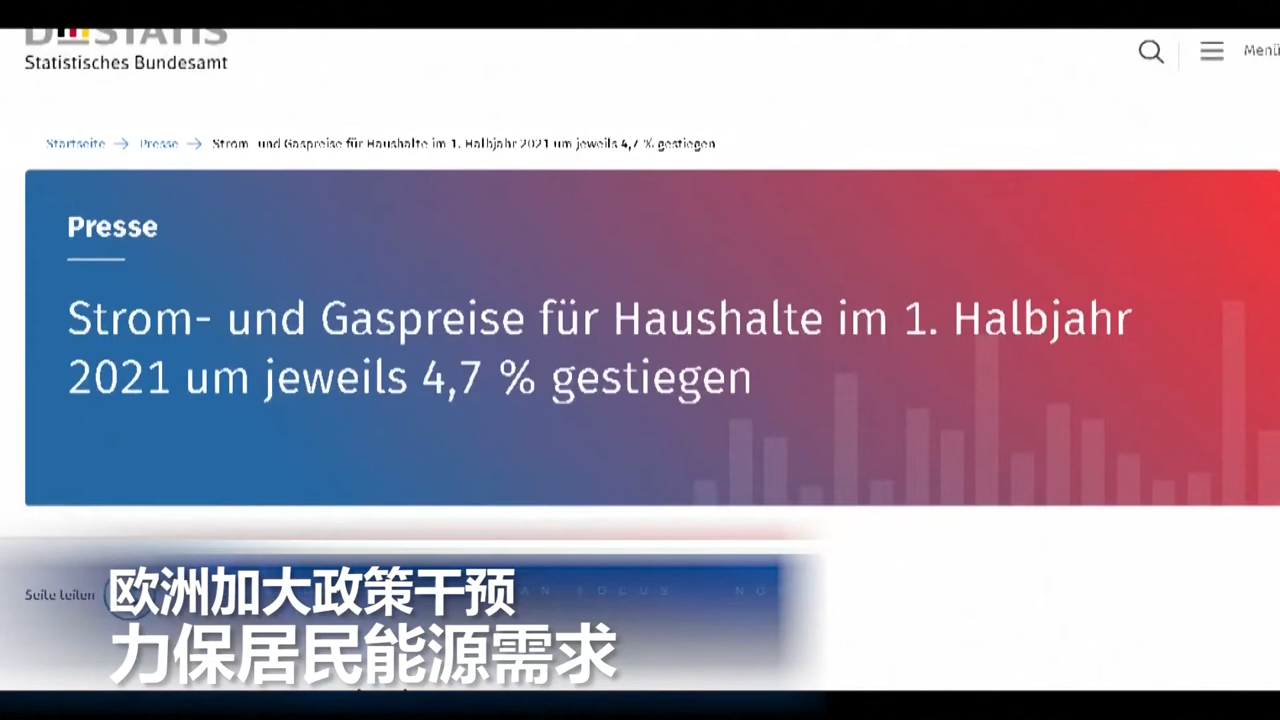 DESTATIS
Statistisches Bundesamt
Menü
Startseite → Presse → Strom- und Gaspreise für Haushalte im 1. Halbjahr 2021 um jeweils 4,7 % gestiegen
Presse
Strom- und Gaspreise für Haushalte im 1. Halbjahr
2021 um jeweils 4,7 % gestiegen
Seite teilen
欧洲加大政策干预
力保居民能源需求